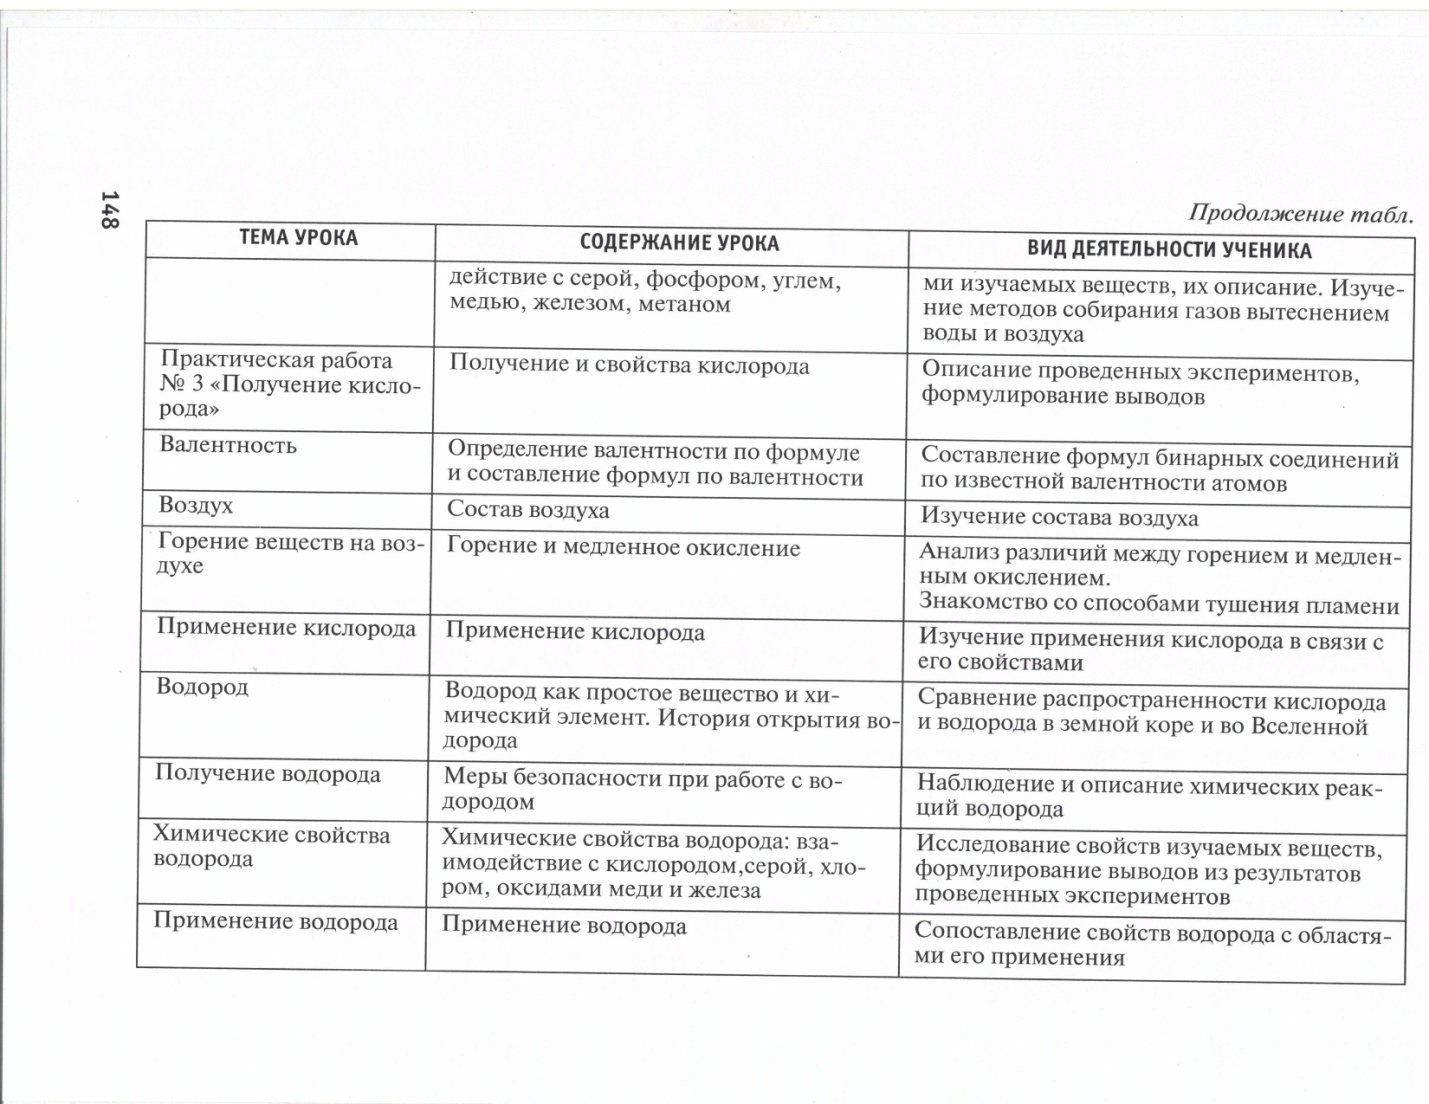 148
Продолжение табл.
ТЕМА УРОКА
СОДЕРЖАНИЕ УРОКА
ВИД ДЕЯТЕЛЬНОСТИ УЧЕНИКА
действие с серой, фосфором, углем,
медью, железом, метаном
ми изучаемых веществ, их описание. Изуче-
ние методов собирания газов вытеснением
воды и воздуха
Практическая работа
№ 3 «Получение кисло-
рода»
Получение и свойства кислорода
Описание проведенных экспериментов,
формулирование выводов
Валентность
Определение валентности по формуле
и составление формул по валентности
Составление формул бинарных соединений
по известной валентности атомов
Воздух
Состав воздуха
Изучение состава воздуха
Горение веществ на воз-
духе
Горение и медленное окисление
Анализ различий между горением и медлен-
ным окислением.
Знакомство со способами тушения пламени
Применение кислорода
Применение кислорода
Изучение применения кислорода в связи с
его свойствами
Водород
Водород как простое вещество и хи-
мический элемент. История открытия во-
дорода
Сравнение распространенности кислорода
и водорода в земной коре и во Вселенной
Получение водорода
Меры безопасности при работе с во-
дородом
Наблюдение и описание химических реак-
ций водорода
Химические свойства
водорода
Химические свойства водорода: вза-
имодействие с кислородом,серой, хло-
ром, оксидами меди и железа
Исследование свойств изучаемых веществ,
формулирование выводов из результатов
проведенных экспериментов
Применение водорода
Применение водорода
Сопоставление свойств водорода с областя-
ми его применения